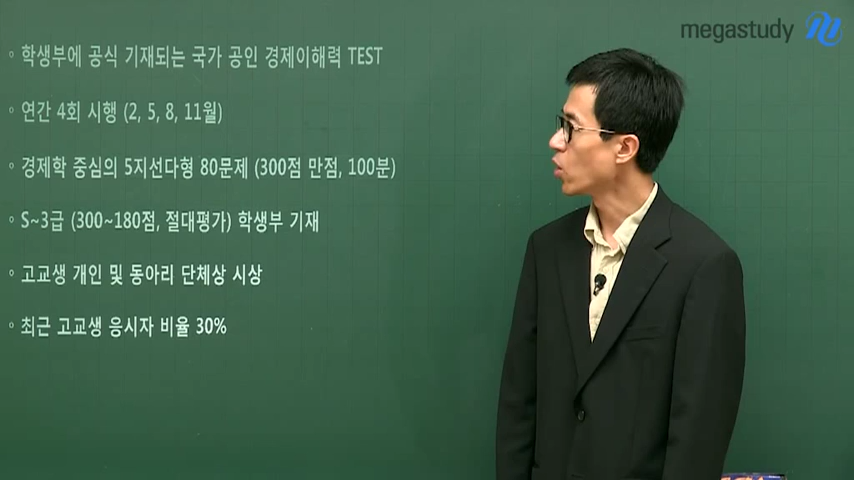 megastudy
◦ 학생부에 공식 기재되는 국가 공인 경제이해력 TEST
◦ 연간 4회 시행 (2, 5, 8, 11월)
◦ 경제학 중심의 5지선다형 80문제 (300점 만점, 100분)
◦ S~3급 (300~180점, 절대평가) 학생부 기재
◦ 고교생 개인 및 동아리 단체상 시상
◦ 최근 고교생 응시자 비율 30%